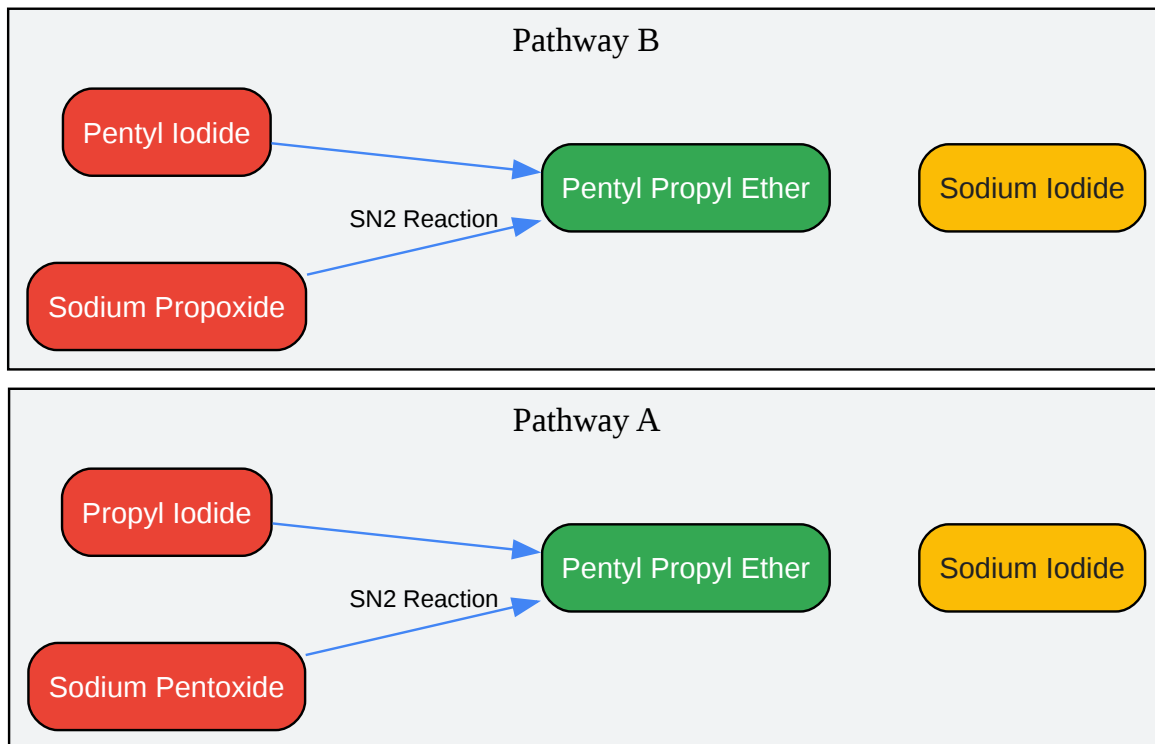 Pathway B
Pentyl Iodide
Pentyl Propyl Ether
Sodium Iodide
SN2 Reaction
Sodium Propoxide
Pathway A
Propyl Iodide
Pentyl Propyl Ether
Sodium Iodide
SN2 Reaction
Sodium Pentoxide